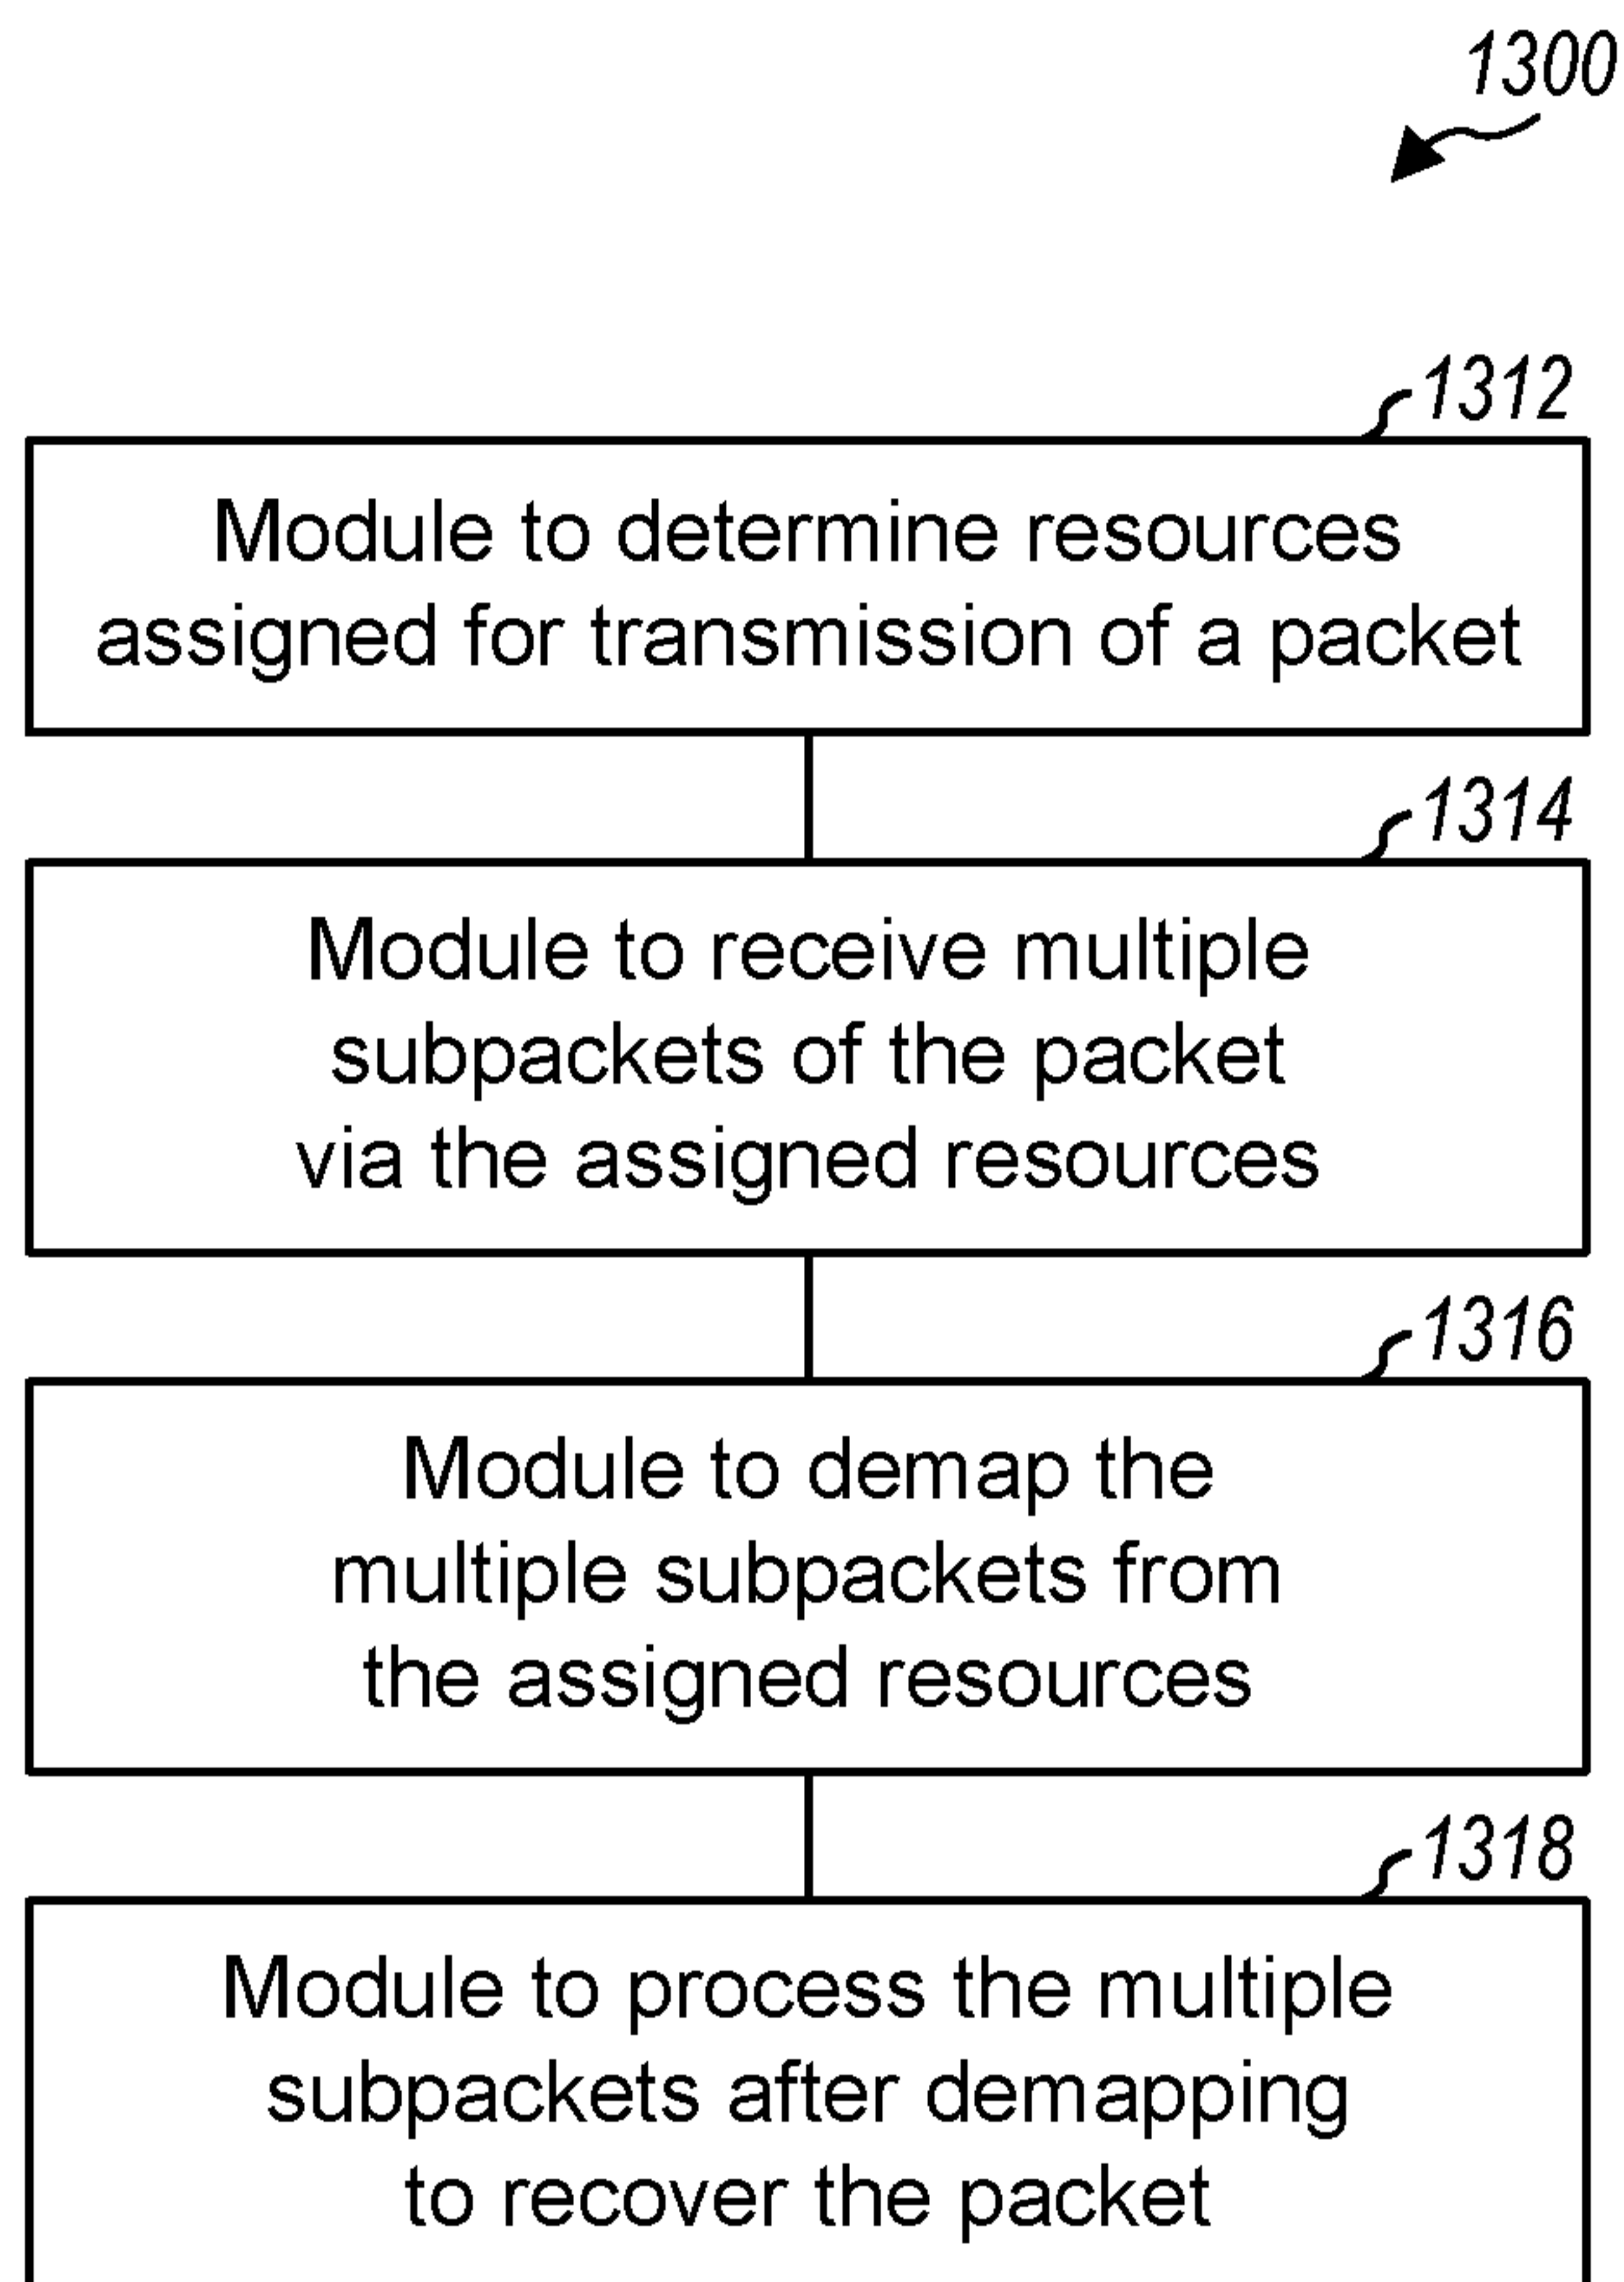 1300
1312
Module to determine resources
assigned for transmission of a packet
1314
Module to receive multiple
subpackets of the packet
via the assigned resources
1316
Module to demap the
multiple subpackets from
the assigned resources
1318
Module to process the multiple
subpackets after demapping
to recover the packet